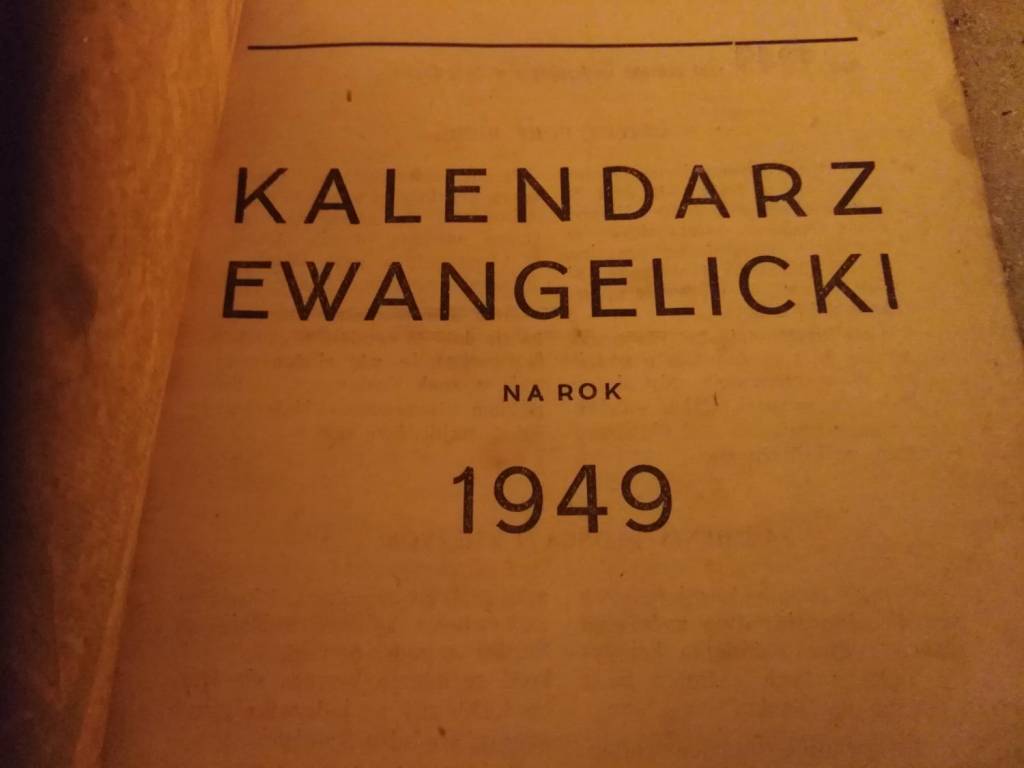 KALENDARZ
EWANGELICKI
NA ROK
1949